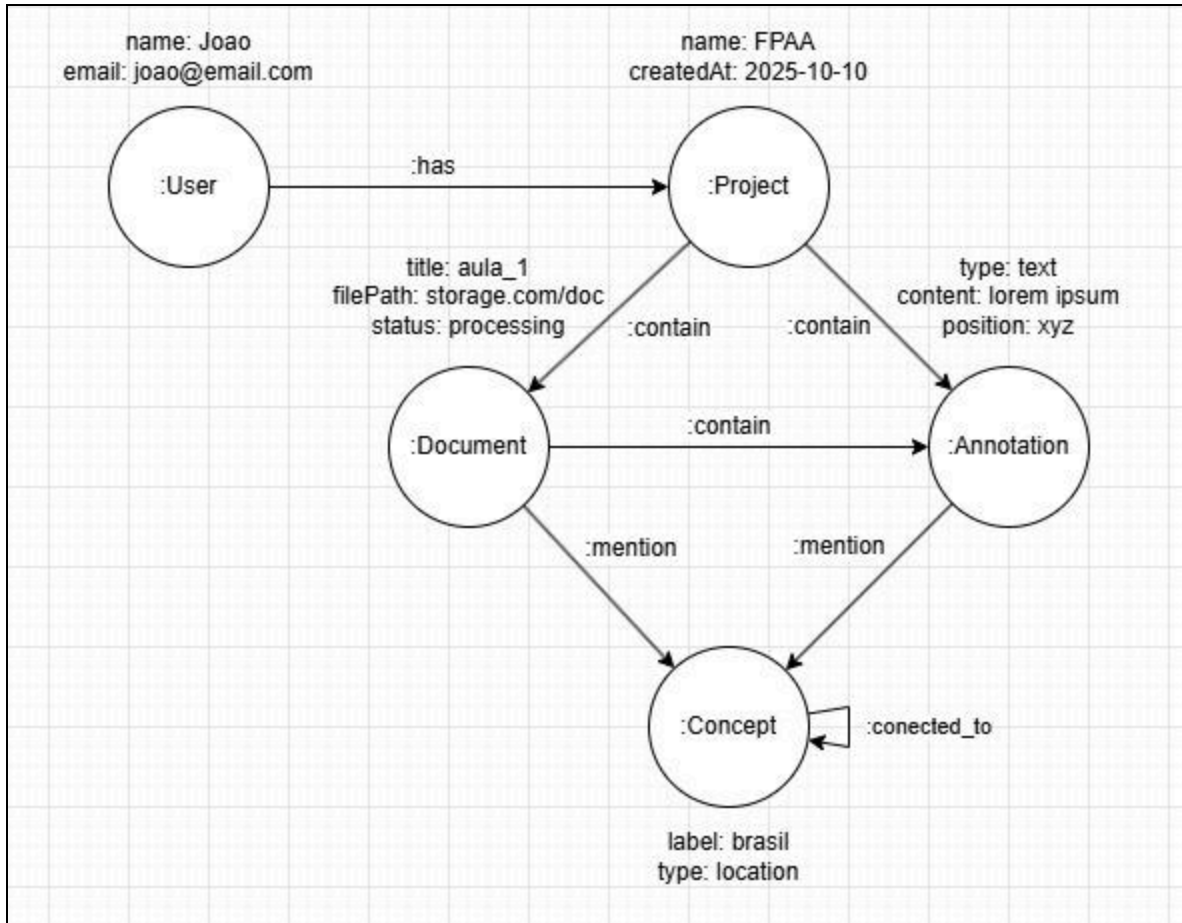 name: Joao
email: joao@email.com
name: FPAA
createdAt: 2025-10-10
:User
:has
:Project
title: aula_1
filePath: storage.com/doc
status: processing
type: text
content: lorem ipsum
position: xyz
:contain
:contain
:Document
:contain
:Annotation
:mention
:mention
:Concept
:conected_to
label: brasil
type: location